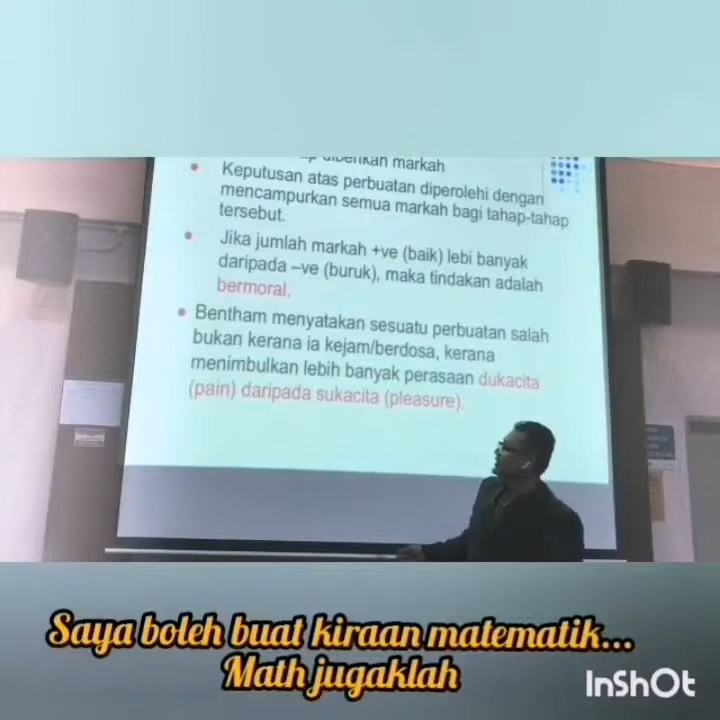 diberikan markah
Keputusan atas perbuatan diperolehi dengan
mencampurkan semua markah bagi tahap-tahap
tersebut.
Jika jumlah markah +ve (baik) lebi banyak
daripada –ve (buruk), maka tindakan adalah
bermoral.
Bentham menyatakan sesuatu perbuatan salah
bukan kerana ia kejam/berdosa, kerana
menimbulkan lebih banyak perasaan dukacita
(pain) daripada sukacita (pleasure).
Saya boleh buat kiraan matematik...
Math jugaklah
InShOt